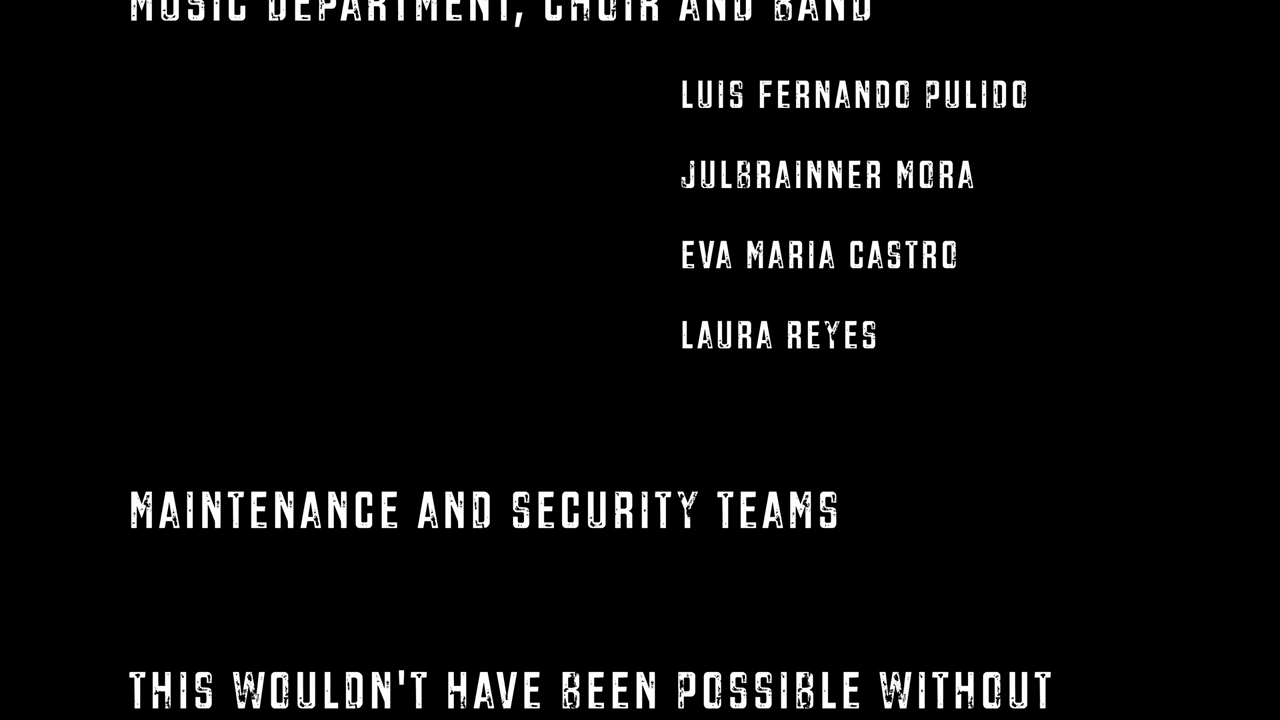 MUSIC DEPARTMENT, CHOIR AND BAND
LUIS FERNANDO PULIDO
JULBRAINNER MORA
EVA MARIA CASTRO
LAURA REYES
MAINTENANCE AND SECURITY TEAMS
THIS WOULDN'T HAVE BEEN POSSIBLE WITHOUT